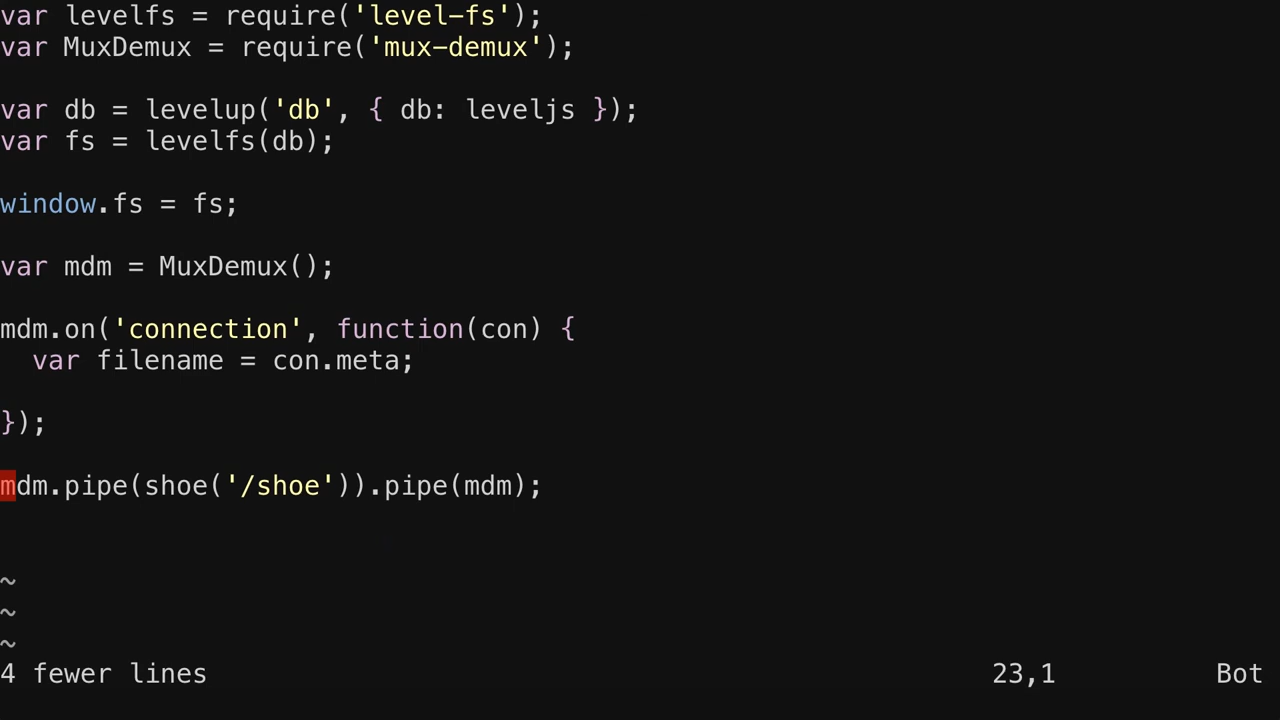 var levelfs = require('level-fs');
var MuxDemux = require('mux-demux');
var db = levelup('db', { db: leveljs });
var fs = levelfs(db);
window.fs = fs;
var mdm = MuxDemux();
mdm.on('connection', function(con) {
  var filename = con.meta;
});
mdm.pipe(shoe('/shoe')).pipe(mdm);
~
~
~
4 fewer lines 23,1 Bot